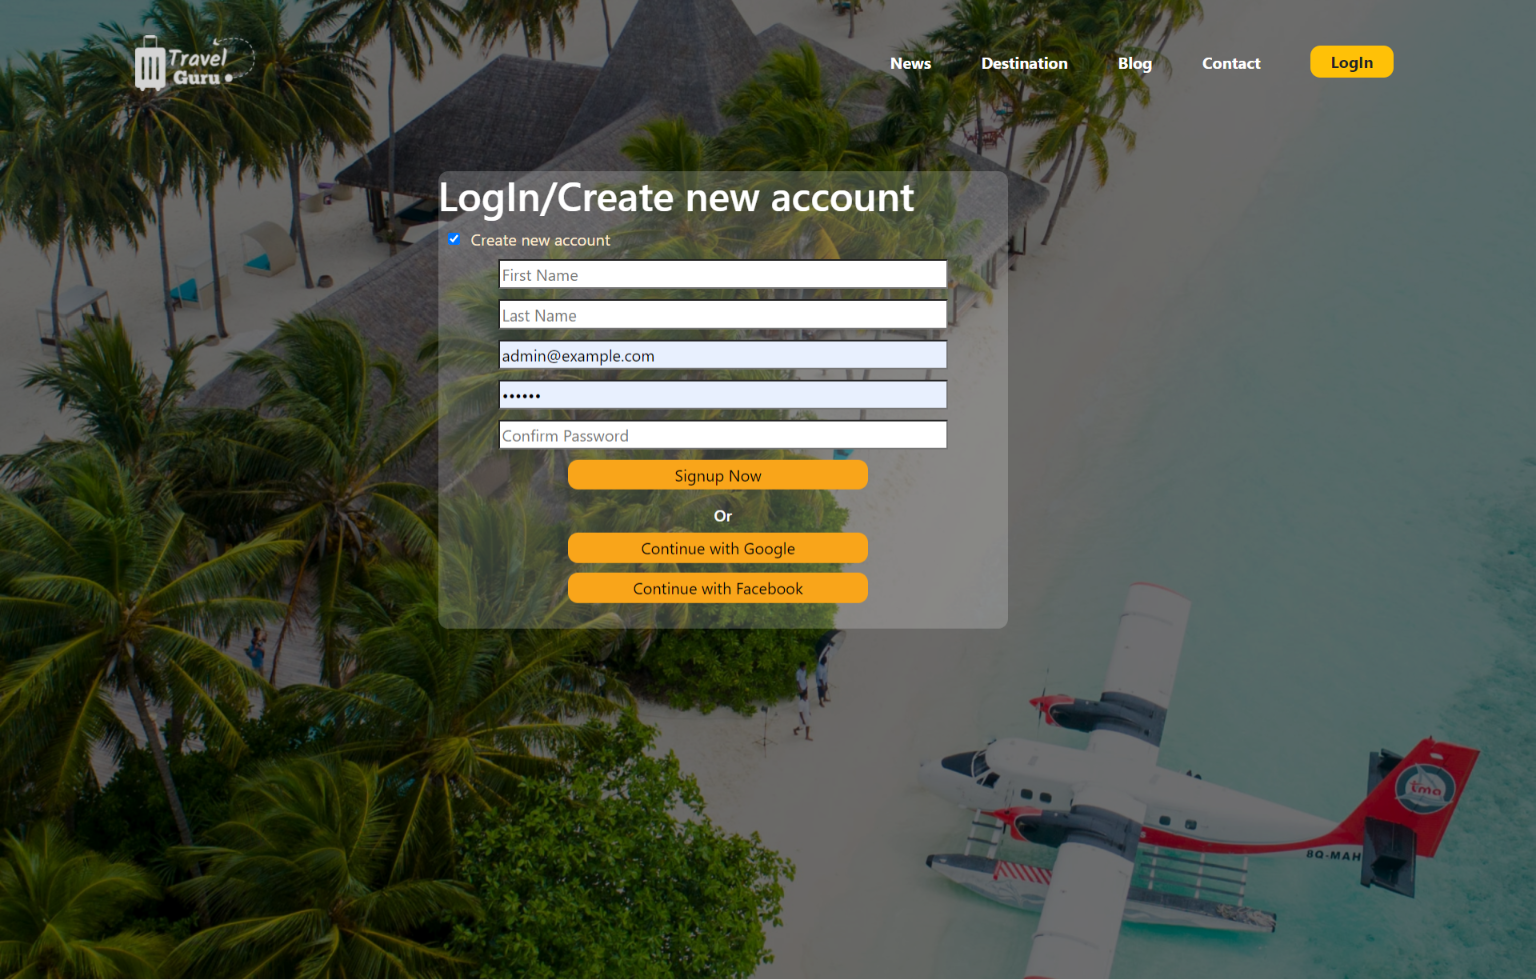 Travel
Guru
News
Destination
Blog
Contact
LogIn
LogIn/Create new account
Create new account
First Name
Last Name
admin@example.com
••••••
Confirm Password
Signup Now
Or
Continue with Google
Continue with Facebook
tma
8Q-MAH